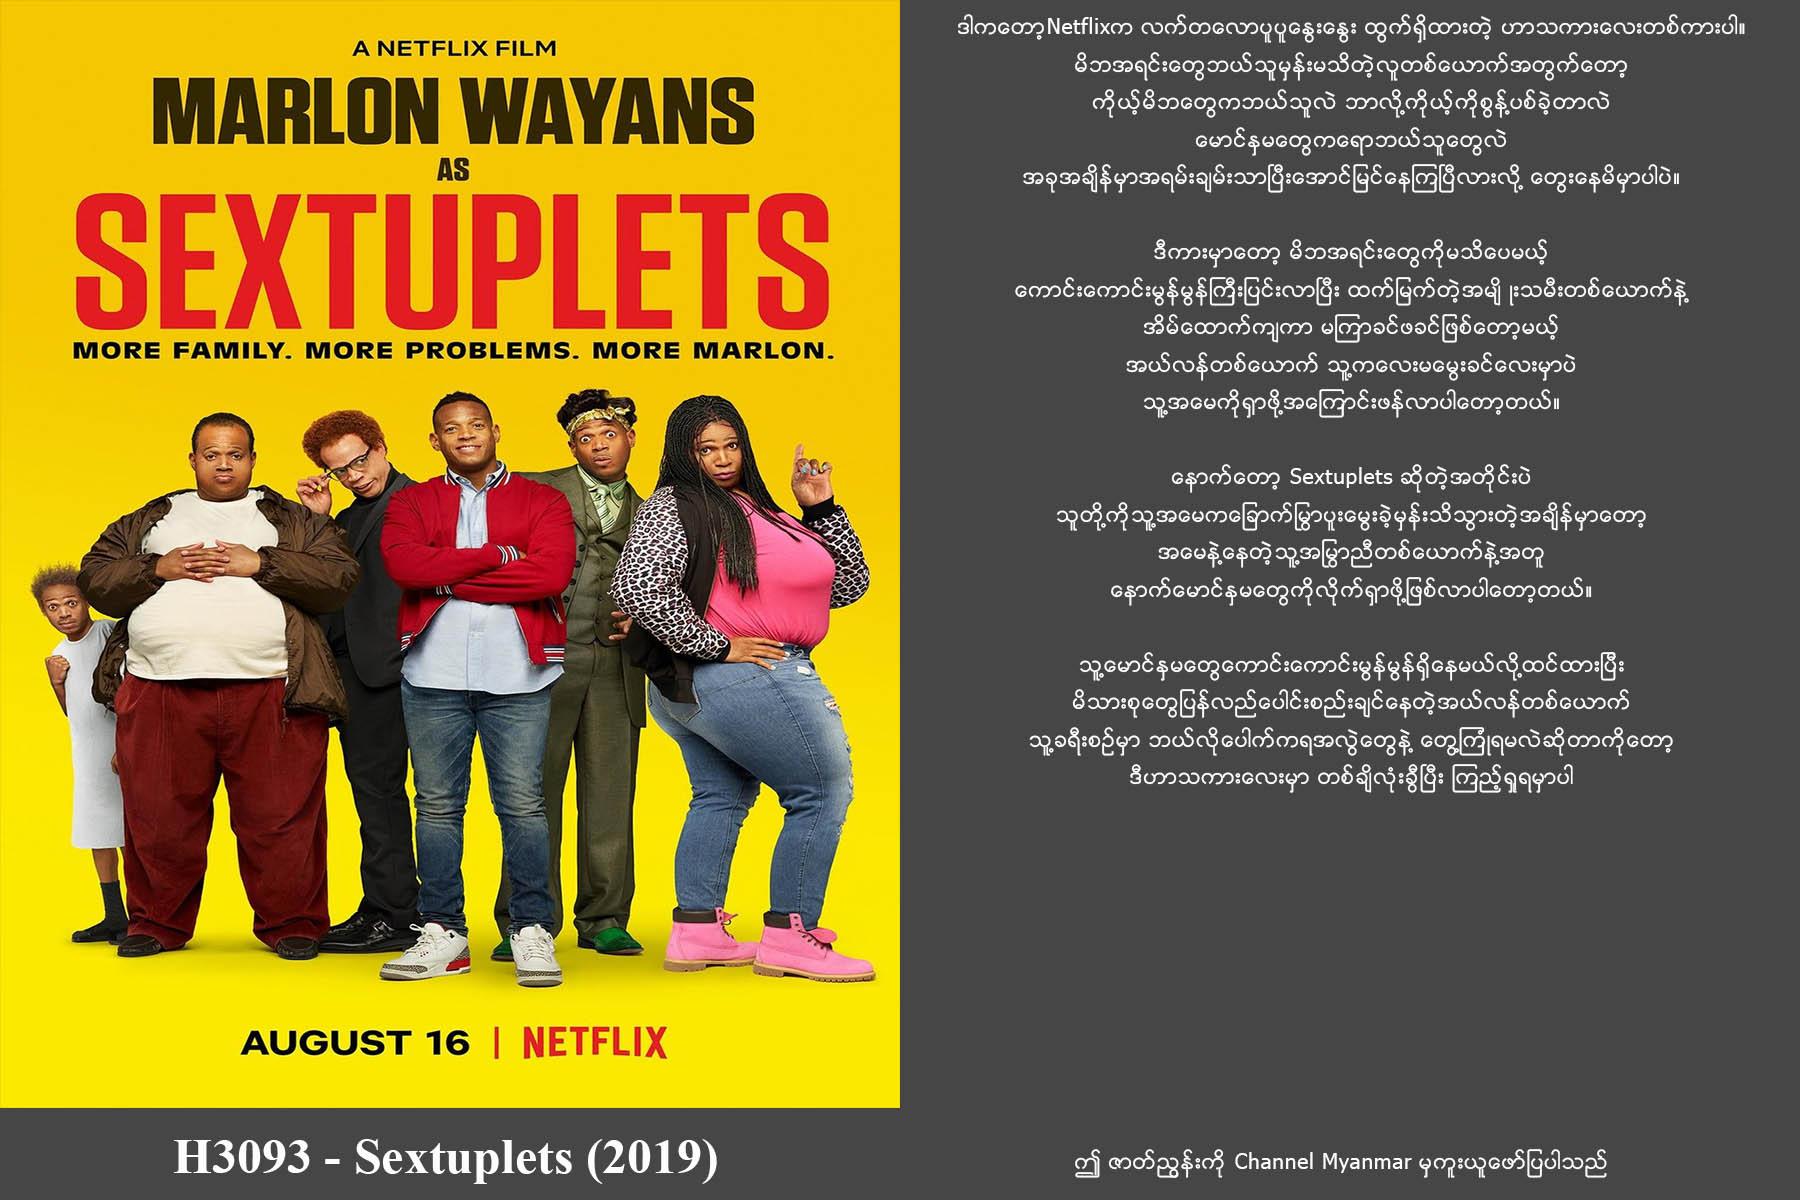 A NETFLIX FILM
MARLON WAYANS
AS
SEXTUPLETS
MORE FAMILY. MORE PROBLEMS. MORE MARLON.
AUGUST 16 | NETFLIX
H3093 - Sextuplets (2019)
ဒါကတော့Netflixက လက်တလောပူပူနွေးနွေး ထွက်ရှိထားတဲ့ ဟာသကားလေးတစ်ကားပါ။
မိဘအရင်းတွေဘယ်သူမှန်းမသိတဲ့လူတစ်ယောက်အတွက်တော့
ကိုယ့်မိဘတွေကဘယ်သူလဲ ဘာလို့ကိုယ့်ကိုစွန့်ပစ်ခဲ့တာလဲ
မောင်နှမတွေကရောဘယ်သူတွေလဲ
အခုအချိန်မှာအရမ်းချမ်းသာပြီးအောင်မြင်နေကြပြီလားလို့ တွေးနေမိမှာပါပဲ။
ဒီကားမှာတော့ မိဘအရင်းတွေကိုမသိပေမယ့်
ကောင်းကောင်းမွန်မွန်ကြီးပြင်းလာပြီး ထက်မြက်တဲ့အမျို းသမီးတစ်ယောက်နဲ့
အိမ်ထောက်ကျကာ မကြာခင်ဖခင်ဖြစ်တော့မယ့်
အယ်လန်တစ်ယောက် သူ့ကလေးမမွေးခင်လေးမှာပဲ
သူ့အမေကိုရှာဖို့အကြောင်းဖန်လာပါတော့တယ်။
နောက်တော့ Sextuplets ဆိုတဲ့အတိုင်းပဲ
သူတို့ကိုသူ့အမေကခြောက်မြွှာပူးမွေးခဲ့မှန်းသိသွားတဲ့အချိန်မှာတော့
အမေနဲ့နေတဲ့သူ့အမြွှာညီတစ်ယောက်နဲ့အတူ
နောက်မောင်နှမတွေကိုလိုက်ရှာဖို့ဖြစ်လာပါတော့တယ်။
သူ့မောင်နှမတွေကောင်းကောင်းမွန်မွန်ရှိနေမယ်လို့ထင်ထားပြီး
မိသားစုတွေပြန်လည်ပေါင်းစည်းချင်နေတဲ့အယ်လန်တစ်ယောက်
သူ့ခရီးစဉ်မှာ ဘယ်လိုပေါက်ကရအလွဲတွေနဲ့ တွေ့ကြုံရမလဲဆိုတာကိုတော့
ဒီဟာသကားလေးမှာ တစ်ချိလုံးခွီပြီး ကြည့်ရှုရမှာပါ
ဤ ဇာတ်ညွှန်းကို Channel Myanmar မှကူးယူဖော်ပြပါသည်